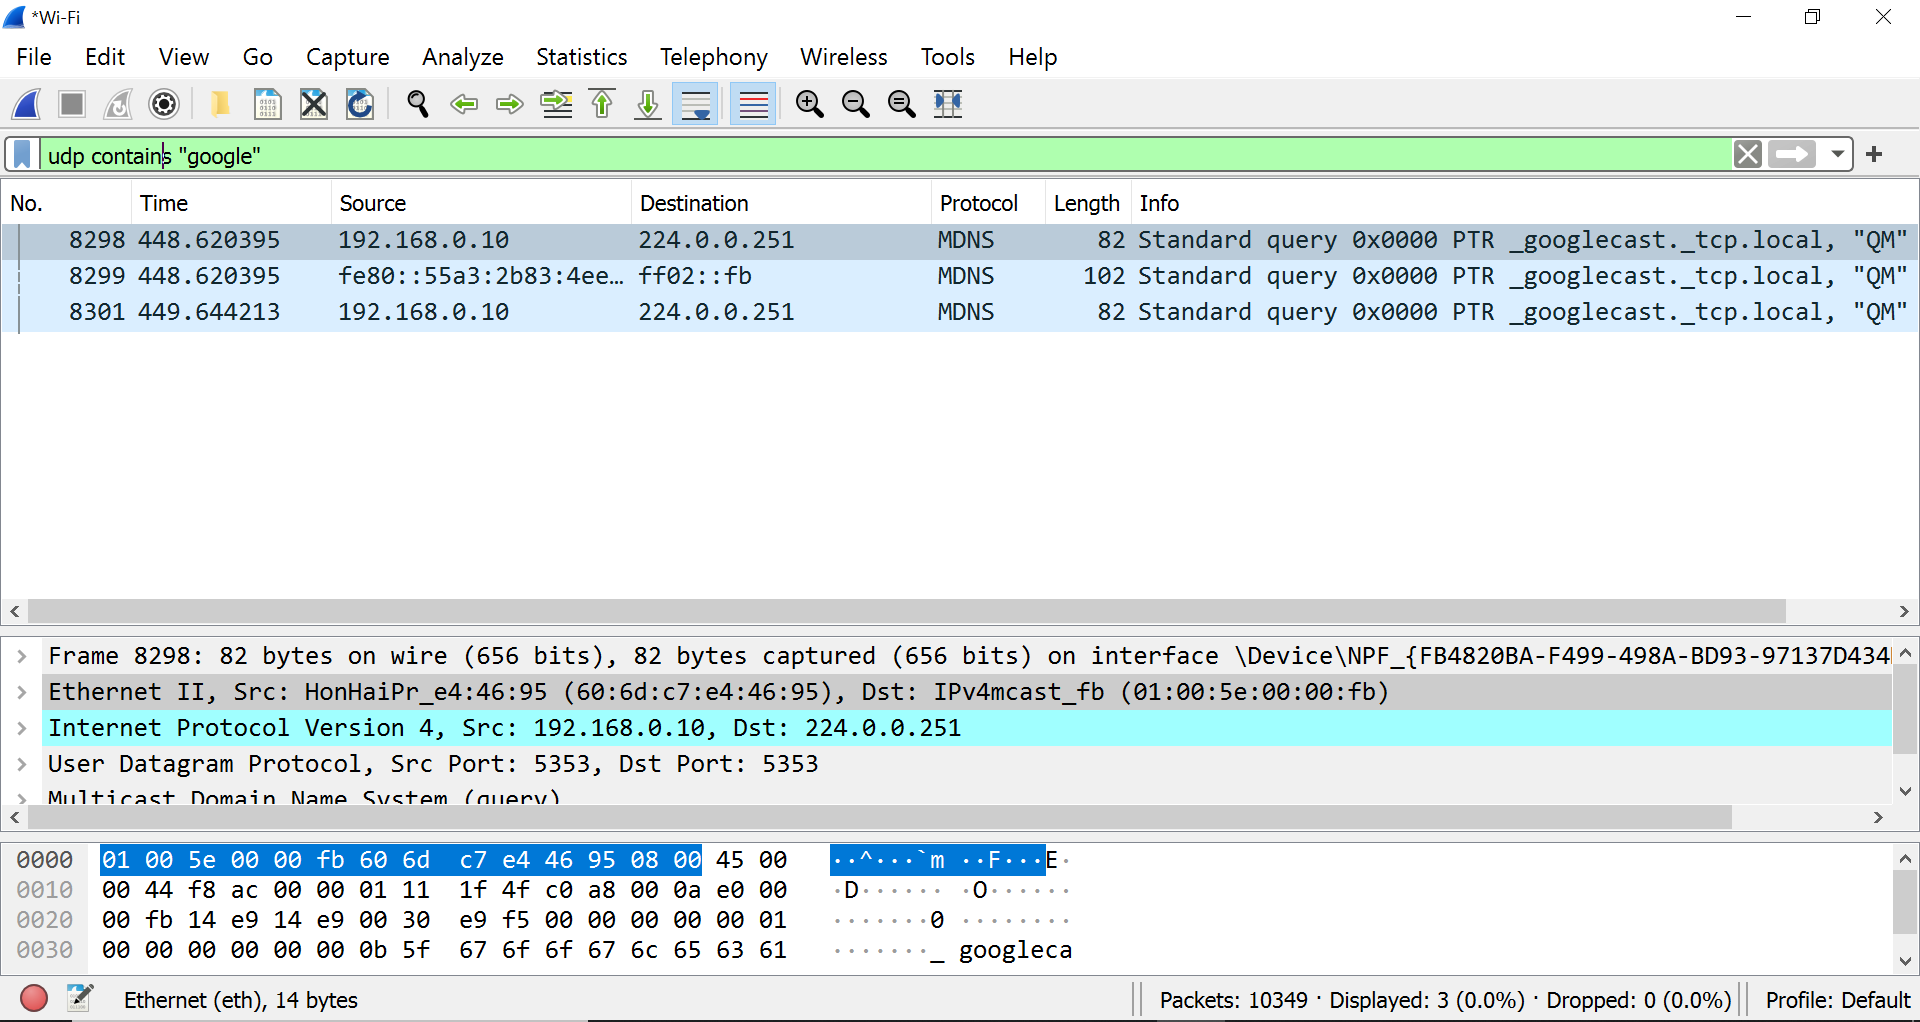 *Wi-Fi
File Edit View Go Capture Analyze Statistics Telephony Wireless Tools Help
udp contains "google"
No. Time Source Destination Protocol Length Info
8298 448.620395 192.168.0.10 224.0.0.251 MDNS 82 Standard query 0x0000 PTR _googlecast._tcp.local, "QM"
8299 448.620395 fe80::55a3:2b83:4ee… ff02::fb MDNS 102 Standard query 0x0000 PTR _googlecast._tcp.local, "QM"
8301 449.644213 192.168.0.10 224.0.0.251 MDNS 82 Standard query 0x0000 PTR _googlecast._tcp.local, "QM"
Frame 8298: 82 bytes on wire (656 bits), 82 bytes captured (656 bits) on interface \Device\NPF_{FB4820BA-F499-498A-BD93-97137D434
Ethernet II, Src: HonHaiPr_e4:46:95 (60:6d:c7:e4:46:95), Dst: IPv4mcast_fb (01:00:5e:00:00:fb)
Internet Protocol Version 4, Src: 192.168.0.10, Dst: 224.0.0.251
User Datagram Protocol, Src Port: 5353, Dst Port: 5353
Multicast Domain Name System (query)
0000 01 00 5e 00 00 fb 60 6d c7 e4 46 95 08 00 45 00 ··^···`m ··F···E·
0010 00 44 f8 ac 00 00 01 11 1f 4f c0 a8 00 0a e0 00 ·D······ ·O······
0020 00 fb 14 e9 14 e9 00 30 e9 f5 00 00 00 00 00 01 ·······0 ········
0030 00 00 00 00 00 00 0b 5f 67 6f 6f 67 6c 65 63 61 ·······_ googleca
Ethernet (eth), 14 bytes Packets: 10349 · Displayed: 3 (0.0%) · Dropped: 0 (0.0%) Profile: Default